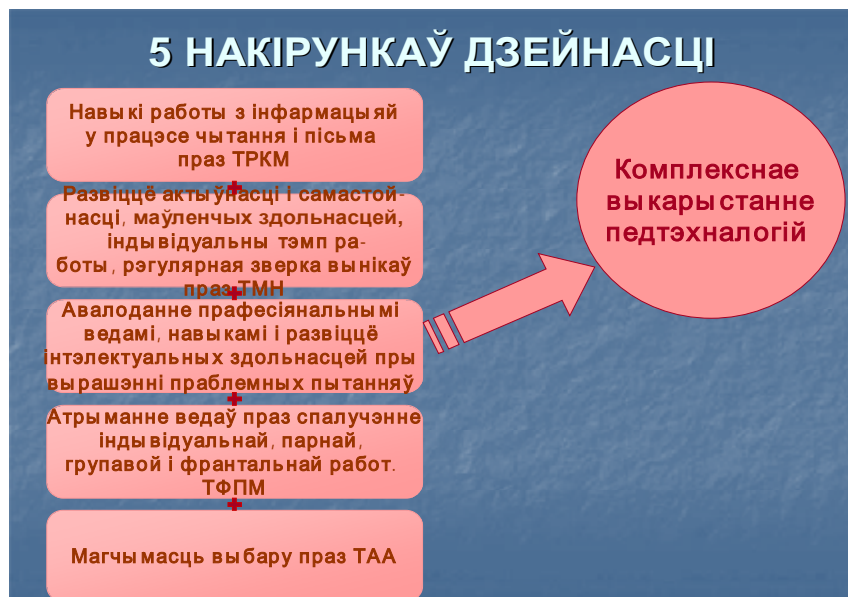 5 НАКІРУНКАЎ ДЗЕЙНАСЦІ
Навыкі работы з інфармацыяй
у працэсе чытання і пісьма
праз ТРКМ
Развіццё актыўнасці і самастой-
насці, маўленчых здольнасцей,
індывідуальны тэмп ра-
боты, рэгулярная зверка вынікаў
праз ТМН
Авалоданне прафесіянальнымі
ведамі, навыкамі і развіццё
інтэлектуальных здольнасцей пры
вырашэнні праблемных пытанняў
Атрыманне ведаў праз спалучэнне
індывідуальнай, парнай,
групавой і франтальнай работ.
ТФПМ
Магчымасць выбару праз ТАА
Комплекснае
выкарыстанне
педтэхналогій